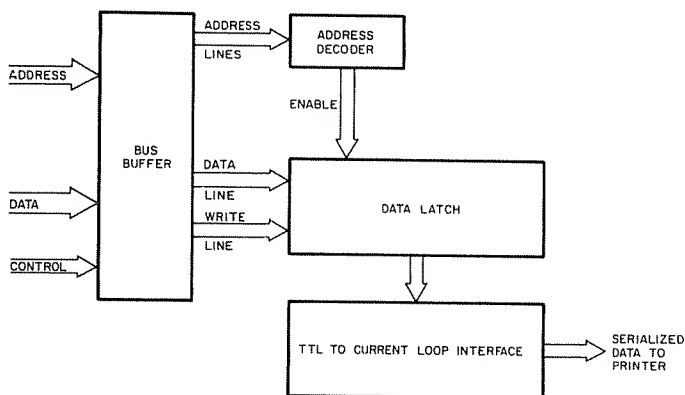 ADDRESS
DATA
CONTROL
BUS
BUFFER
ADDRESS
LINES
ADDRESS
DECODER
ENABLE
DATA
LINE
WRITE
LINE
DATA LATCH
TTL TO CURRENT LOOP INTERFACE
SERIALIZED
DATA TO
PRINTER